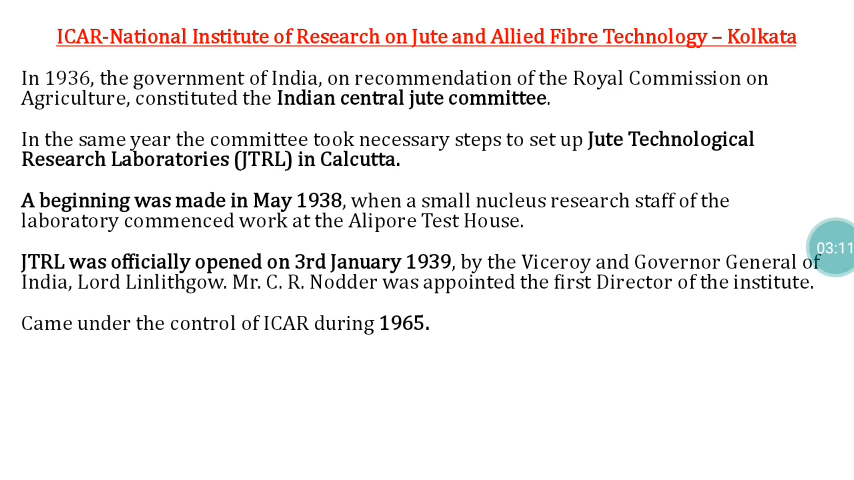 ICAR-National Institute of Research on Jute and Allied Fibre Technology – Kolkata
In 1936, the government of India, on recommendation of the Royal Commission on
Agriculture, constituted the Indian central jute committee.
In the same year the committee took necessary steps to set up Jute Technological
Research Laboratories (JTRL) in Calcutta.
A beginning was made in May 1938, when a small nucleus research staff of the
laboratory commenced work at the Alipore Test House.
03:11
JTRL was officially opened on 3rd January 1939, by the Viceroy and Governor General of
India, Lord Linlithgow. Mr. C. R. Nodder was appointed the first Director of the institute.
Came under the control of ICAR during 1965.